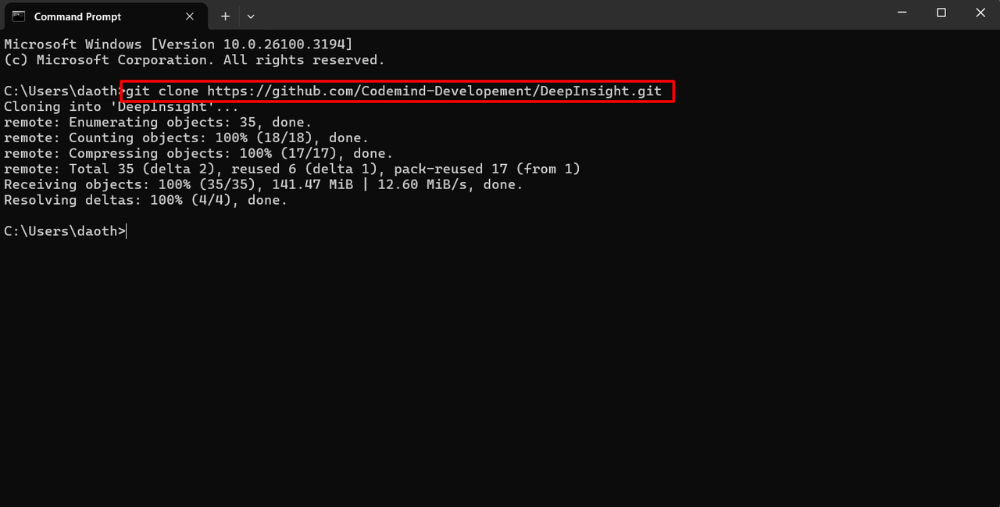 Command Prompt
Microsoft Windows [Version 10.0.26100.3194]
(c) Microsoft Corporation. All rights reserved.
C:\Users\daoth>git clone https://github.com/Codemind-Developement/DeepInsight.git
Cloning into 'DeepInsight'...
remote: Enumerating objects: 35, done.
remote: Counting objects: 100% (18/18), done.
remote: Compressing objects: 100% (17/17), done.
remote: Total 35 (delta 2), reused 6 (delta 1), pack-reused 17 (from 1)
Receiving objects: 100% (35/35), 141.47 MiB | 12.60 MiB/s, done.
Resolving deltas: 100% (4/4), done.
C:\Users\daoth>